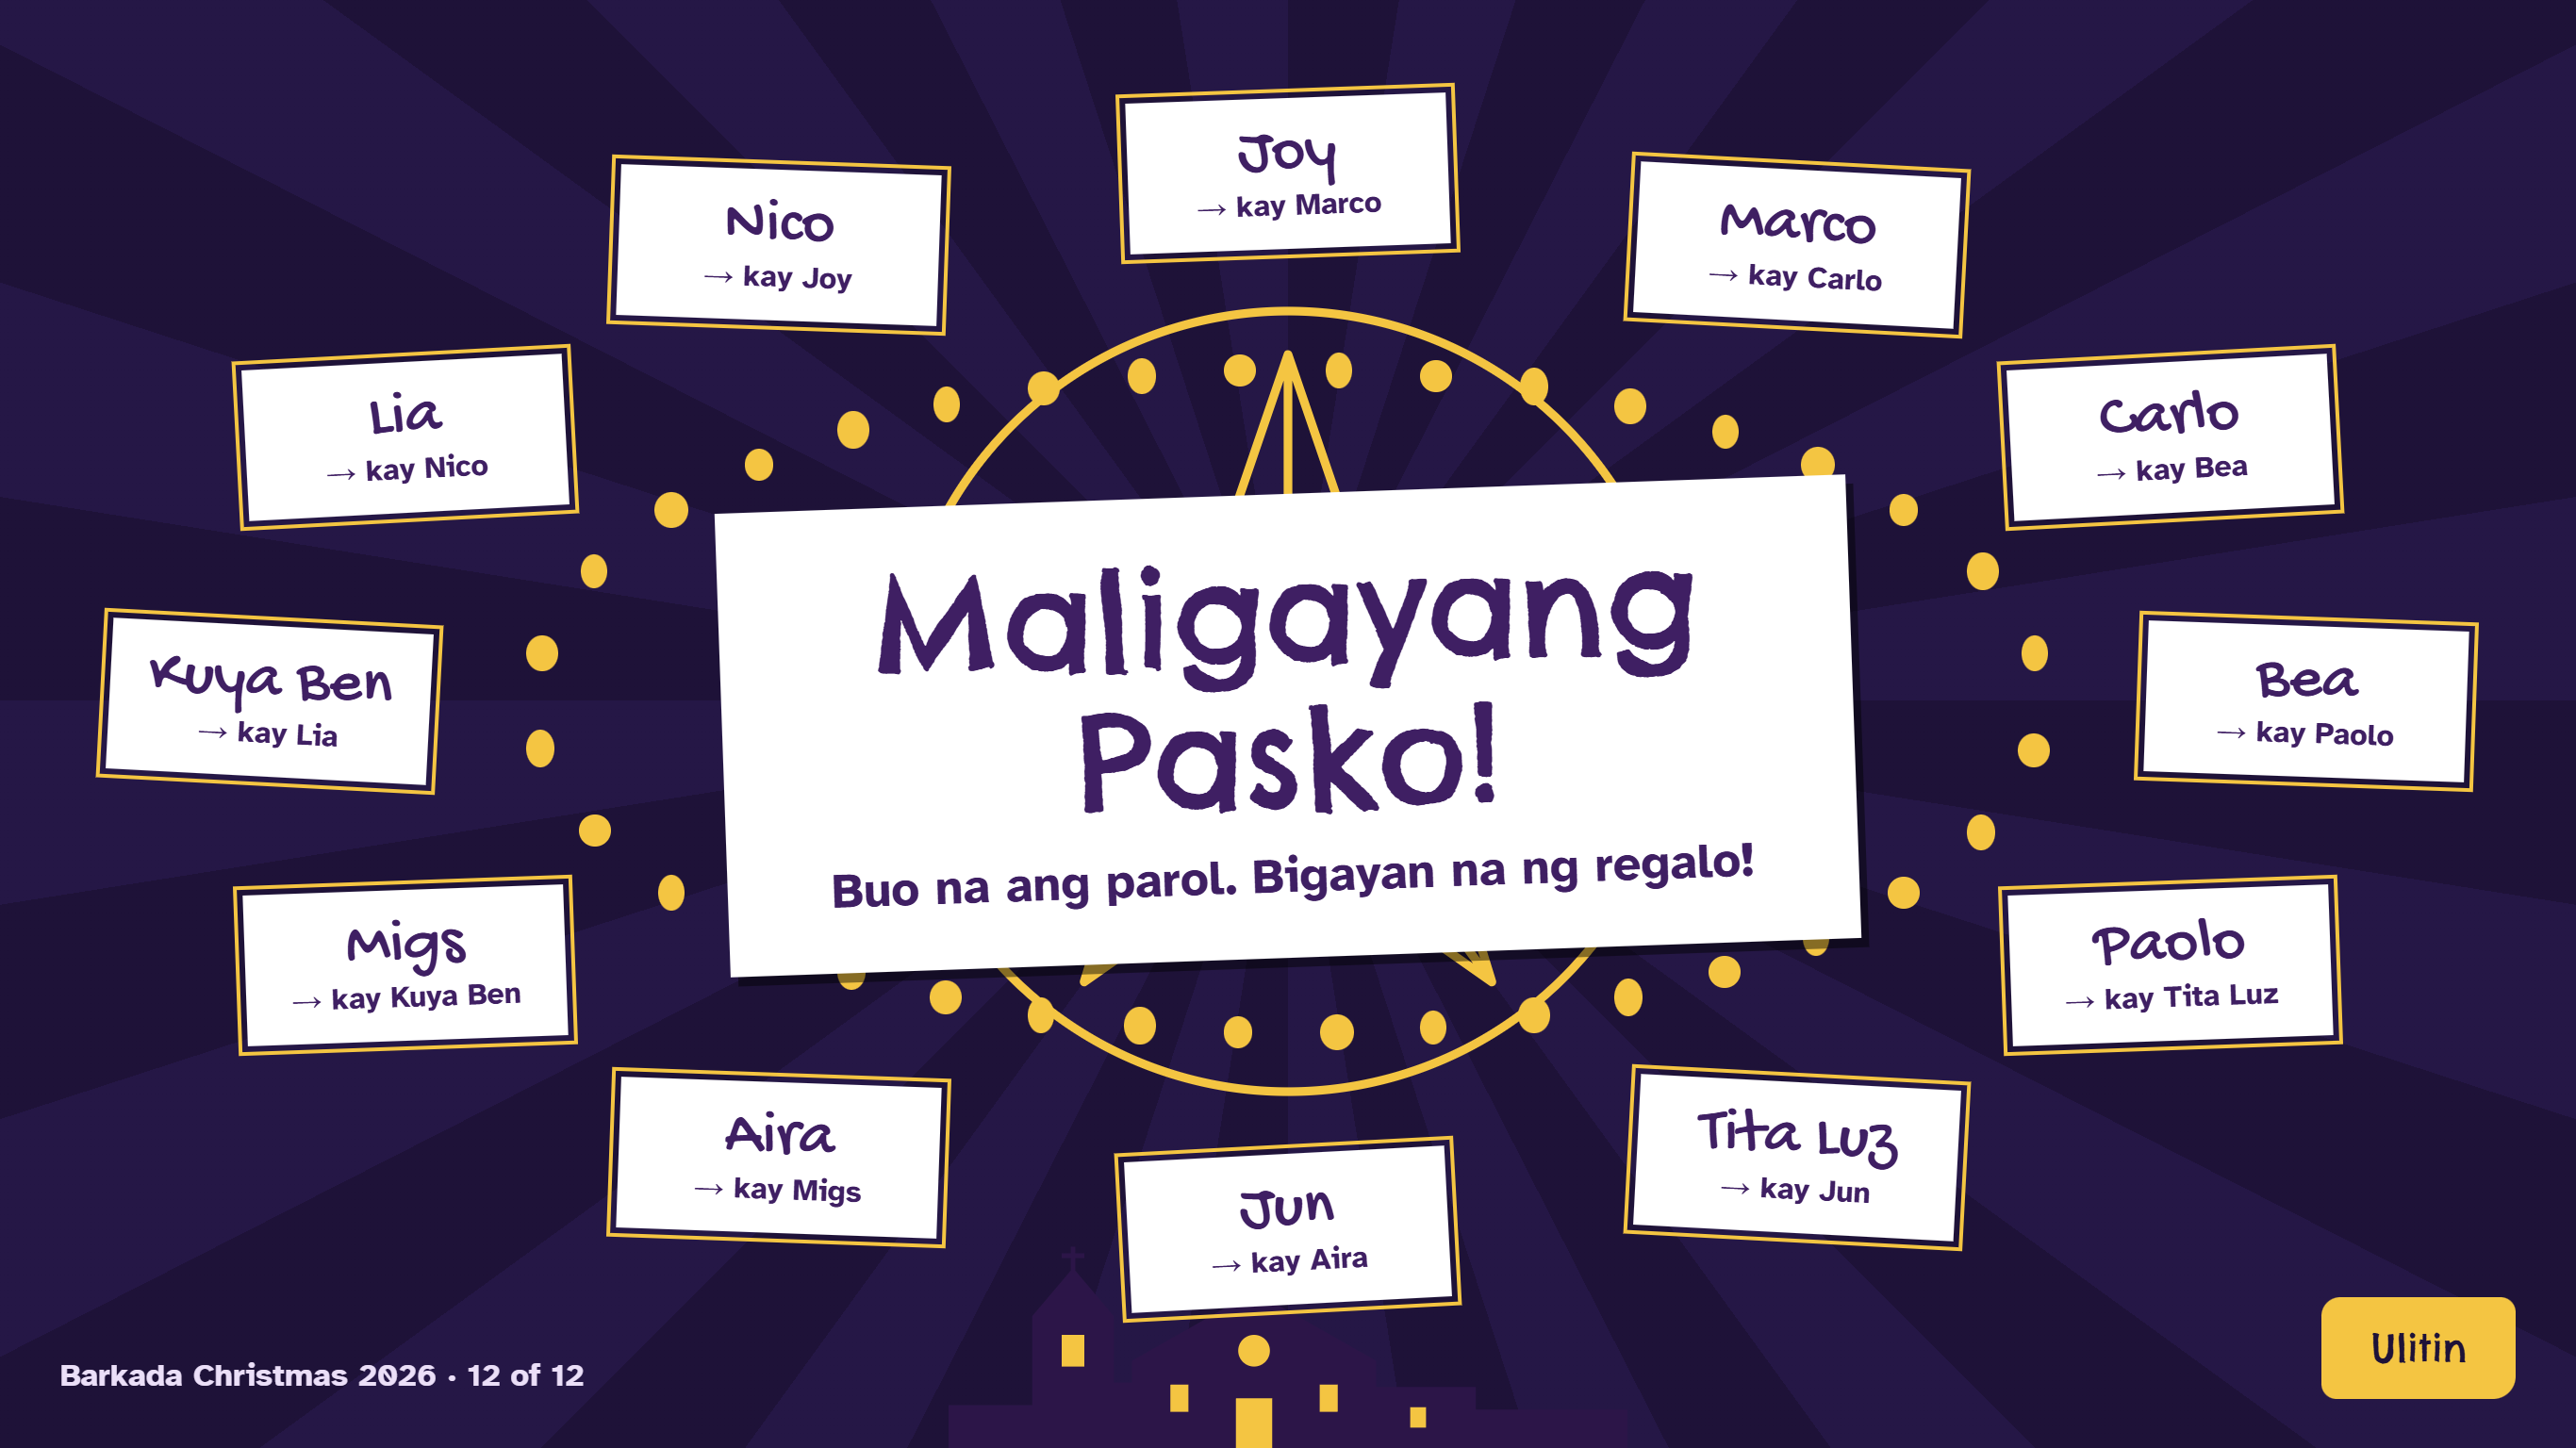 Joy
→ kay Marco
Nico
→ kay Joy
Marco
→ kay Carlo
Lia
→ kay Nico
Carlo
→ kay Bea
Kuya Ben
→ kay Lia
Maligayang
Pasko!
Buo na ang parol. Bigayan na ng regalo!
Bea
→ kay Paolo
Migs
→ kay Kuya Ben
Paolo
→ kay Tita Luz
Aira
→ kay Migs
Jun
→ kay Aira
Tita Luz
→ kay Jun
Barkada Christmas 2026 · 12 of 12
Ulitin